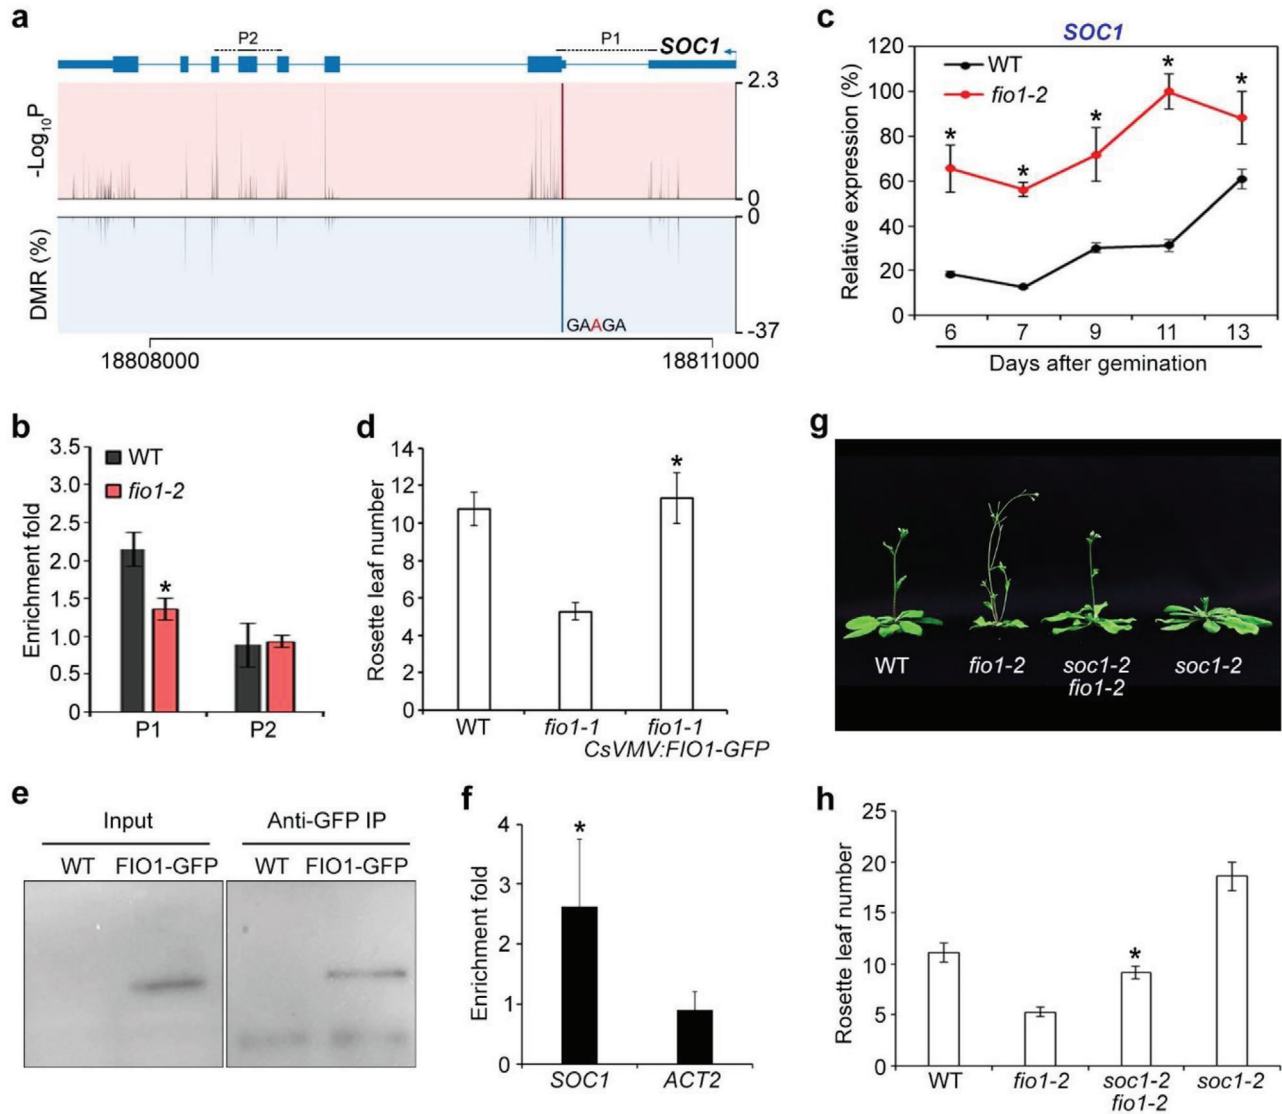 a
P2
P1
SOC1
2.3
-Log10P
0
0
DMR (%)
GAAGA
-37
18808000
18811000
c
SOC1
120
100
80
60
40
20
0
Relative expression (%)
WT
fio1-2
*
*
*
*
*
6 7 9 11 13
Days after gemination
b
3.5
3.0
2.5
2.0
1.5
1.0
0.5
0
Enrichment fold
WT
fio1-2
*
P1 P2
d
14
12
10
8
6
4
2
0
Rosette leaf number
*
WT fio1-1 fio1-1
CsVMV:FIO1-GFP
g
WT fio1-2 soc1-2 soc1-2
fio1-2
e
Input Anti-GFP IP
WT FIO1-GFP WT FIO1-GFP
f
4
3
2
1
0
Enrichment fold
*
SOC1 ACT2
h
25
20
15
10
5
0
Rosette leaf number
*
WT fio1-2 soc1-2 soc1-2
fio1-2